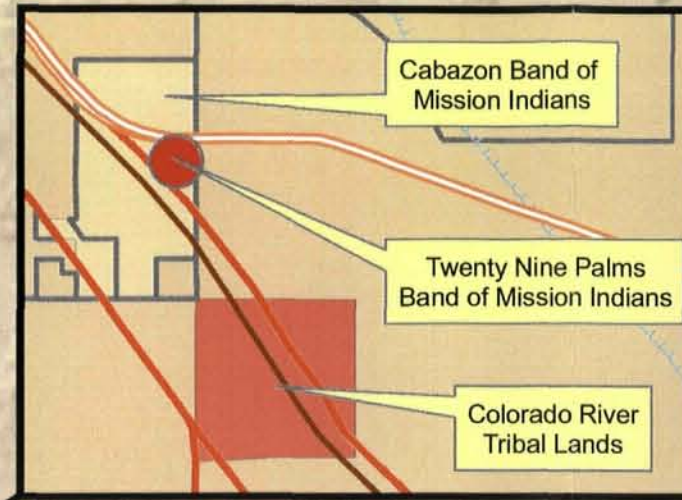 Cabazon Band of
Mission Indians
Twenty Nine Palms
Band of Mission Indians
Colorado River
Tribal Lands